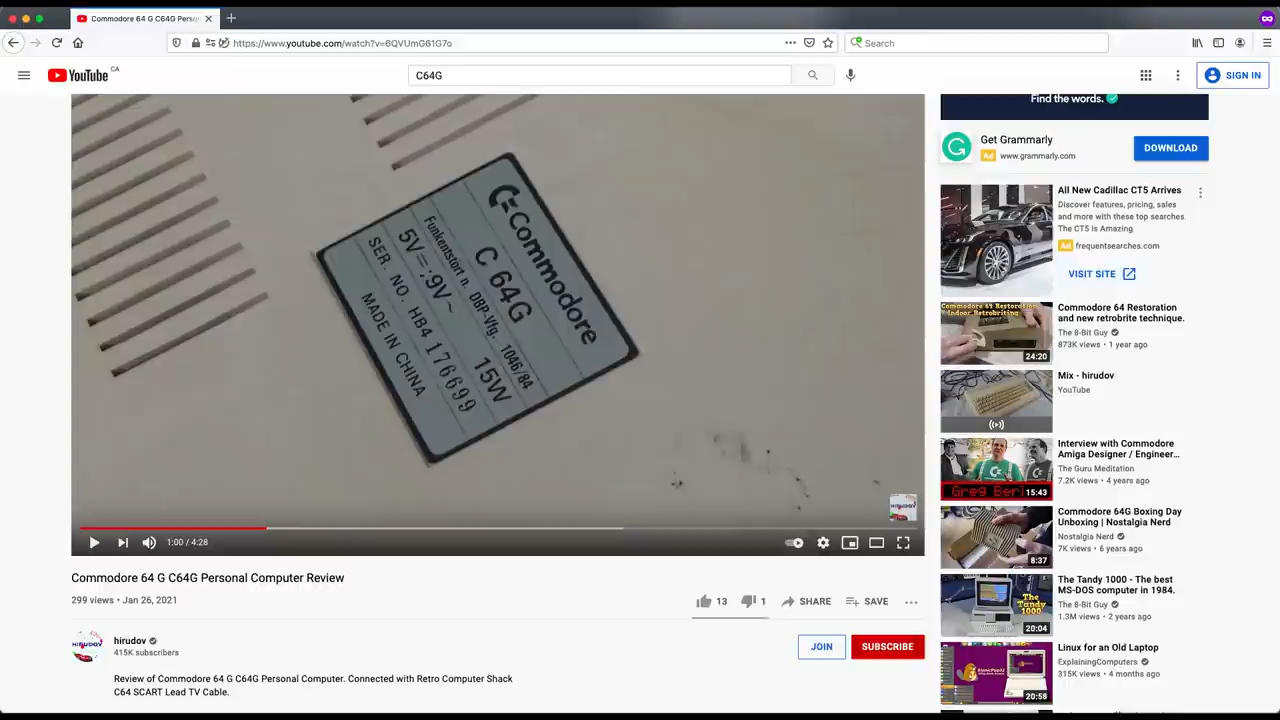 Commodore 64 G C64G Perso
https://www.youtube.com/watch?v=6QVUmG61G7o
Search
YouTube CA
C64G
SIGN IN
Commodore
C 64G
1046/84
5V 9V~ 15W
MADE IN CHINA
1:00 / 4:28
Commodore 64 G C64G Personal Computer Review
299 views • Jan 26, 2021
13
1
SHARE
SAVE
hirudov
415K subscribers
JOIN
SUBSCRIBE
Review of Commodore 64 G C64G Personal Computer. Connected with Retro Computer Shack
C64 SCART Lead TV Cable.
Find the words.
Get Grammarly
Ad www.grammarly.com
DOWNLOAD
All New Cadillac CT5 Arrives
Discover features, pricing, sales
and more with these top searches.
The CT5 Is Amazing
Ad frequentsearches.com
VISIT SITE
Commodore 64 Restoration
Indoor Retrobriting
24:20
Commodore 64 Restoration
and new retrobrite technique.
The 8-Bit Guy
873K views • 1 year ago
Mix - hirudov
YouTube
Greg Ber
15:43
Interview with Commodore
Amiga Designer / Engineer...
The Guru Meditation
7.2K views • 4 years ago
8:37
Commodore 64G Boxing Day
Unboxing | Nostalgia Nerd
Nostalgia Nerd
7K views • 6 years ago
The Tandy
1000
20:04
The Tandy 1000 - The best
MS-DOS computer in 1984.
The 8-Bit Guy
1.3M views • 2 years ago
20:58
Linux for an Old Laptop
ExplainingComputers
315K views • 4 months ago